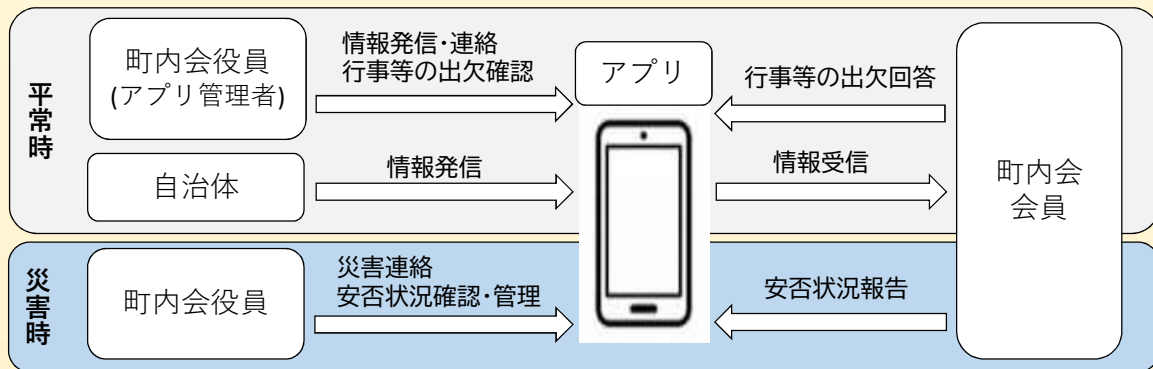 平常時
町内会役員
(アプリ管理者)
情報発信・連絡
行事等の出欠確認
アプリ
行事等の出欠回答
自治体
情報発信
情報受信
町内会
会員
災害時
町内会役員
災害連絡
安否状況確認・管理
安否状況報告